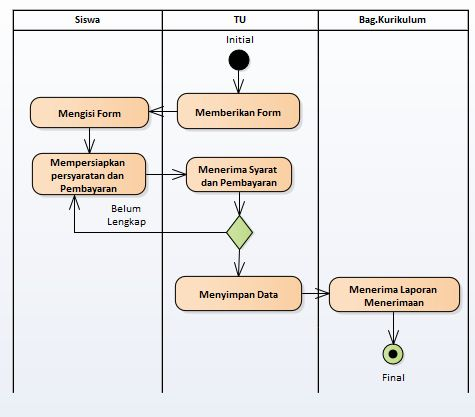 Siswa
TU
Bag.Kurikulum
Initial
Memberikan Form
Mengisi Form
Mempersiapkan
persyaratan dan
Pembayaran
Menerima Syarat
dan Pembayaran
Belum
Lengkap
Menyimpan Data
Menerima Laporan
Menerimaan
Final